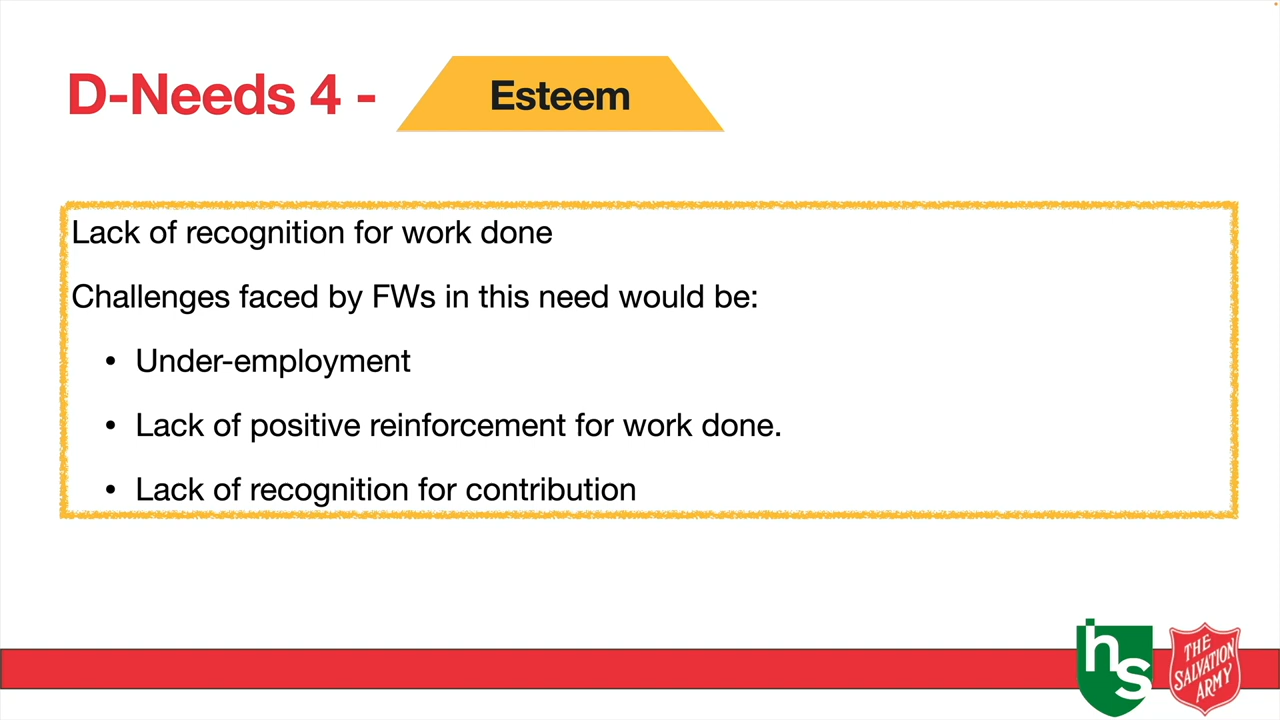 D-Needs 4 - Esteem
Lack of recognition for work done
Challenges faced by FWs in this need would be:
• Under-employment
• Lack of positive reinforcement for work done.
• Lack of recognition for contribution
hs
THE
SALVATION
ARMY